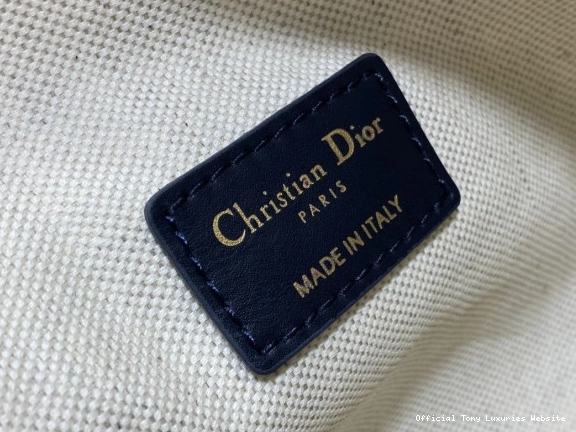 Christian Dior
PARIS
MADE IN ITALY
Official Tony Luxuries Website